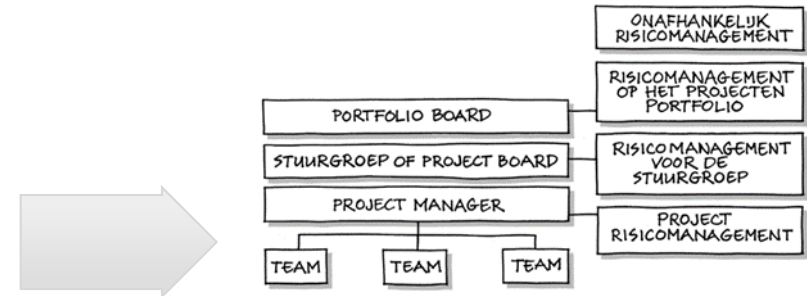 ONAFHANKELIJK
RISICOMANAGEMENT
RISICOMANAGEMENT
OP HET PROJECTEN
PORTFOLIO
PORTFOLIO BOARD
STUURGROEP OF PROJECT BOARD
RISICOMANAGEMENT
VOOR DE
STUURGROEP
PROJECT MANAGER
PROJECT
RISICOMANAGEMENT
TEAM
TEAM
TEAM